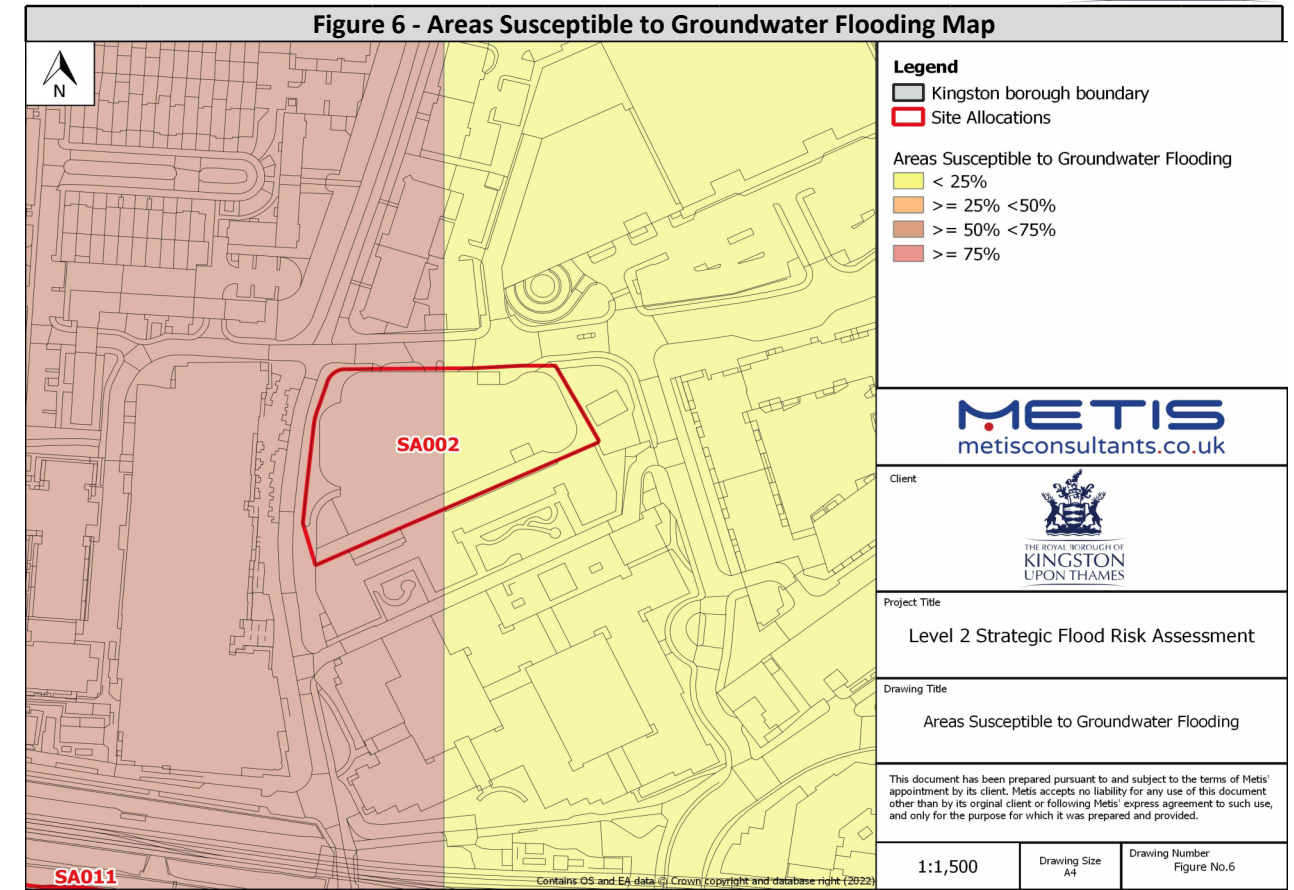 Figure 6 - Areas Susceptible to Groundwater Flooding Map
N
SA002
SA011
Contains OS and EA data © Crown copyright and database right (2022)
Legend
Kingston borough boundary
Site Allocations
Areas Susceptible to Groundwater Flooding
< 25%
>= 25% <50%
>= 50% <75%
>= 75%
METIS
metisconsultants.co.uk
Client
THE ROYAL BOROUGH OF
KINGSTON
UPON THAMES
Project Title
Level 2 Strategic Flood Risk Assessment
Drawing Title
Areas Susceptible to Groundwater Flooding
This document has been prepared pursuant to and subject to the terms of Metis'
appointment by its client. Metis accepts no liability for any use of this document
other than by its orginal client or following Metis' express agreement to such use,
and only for the purpose for which it was prepared and provided.
1:1,500
Drawing Size
A4
Drawing Number
Figure No.6